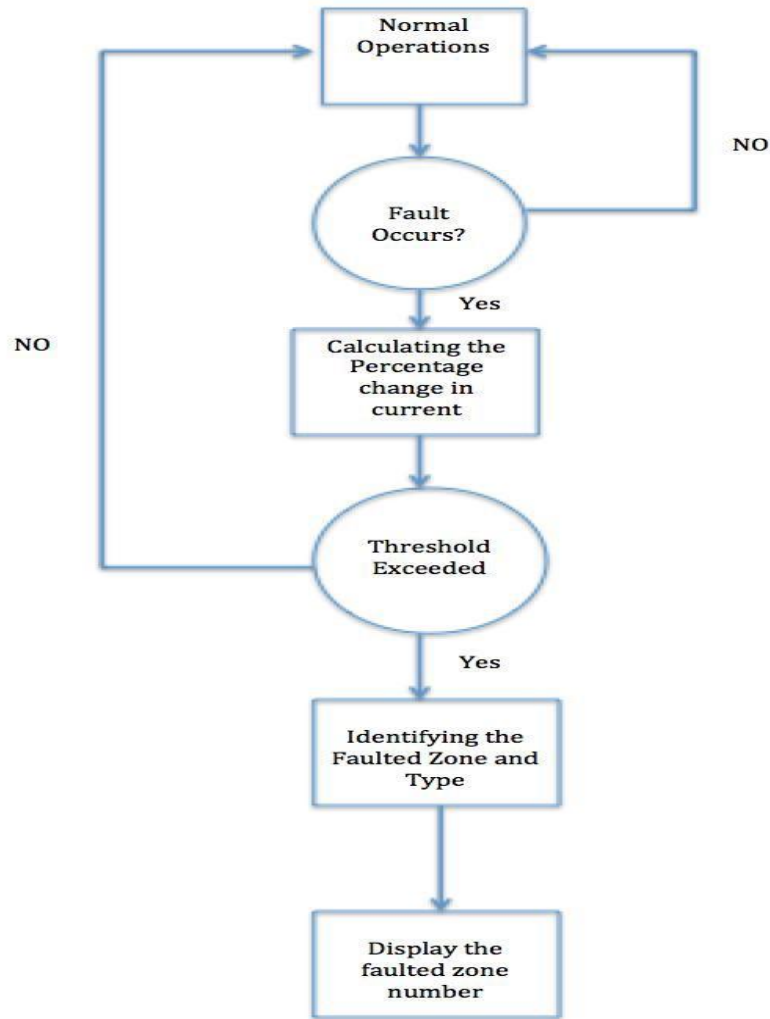 Normal
Operations
NO
Fault
Occurs?
Yes
NO
Calculating the
Percentage
change in
current
Threshold
Exceeded
Yes
Identifying the
Faulted Zone and
Type
Display the
faulted zone
number